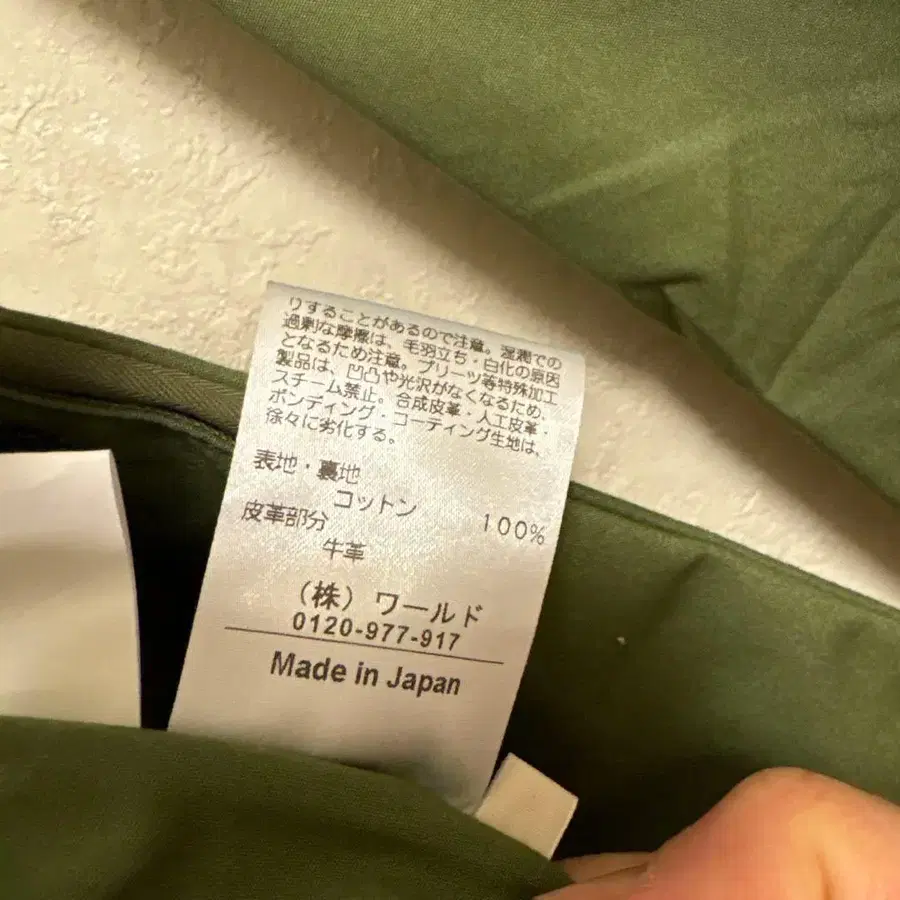 りすることがあるので注意。湿潤での
過剰な摩擦は、毛羽立ち・白化の原因
となるため注意。プリーツ等特殊加工
製品は、凹凸や光沢がなくなるため、
スチーム禁止。合成皮革・人工皮革・
ボンディング・コーティング生地は、
徐々に劣化する。
表地・裏地
コットン 100%
皮革部分
牛革
(株) ワールド
0120-977-917
Made in Japan